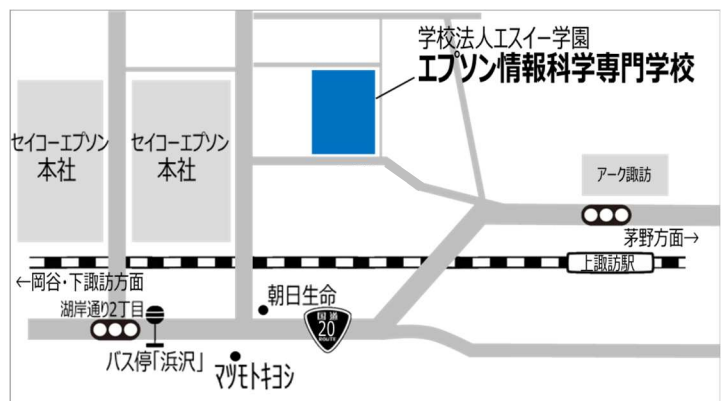 学校法人エスイー学園
エプソン情報科学専門学校
セイコーエプソン
本社
セイコーエプソン
本社
アーク諏訪
茅野方面→
上諏訪駅
←岡谷・下諏訪方面
湖岸通り2丁目
朝日生命
国道
20
ROUTE
バス停「浜沢」
マツモトキヨシ